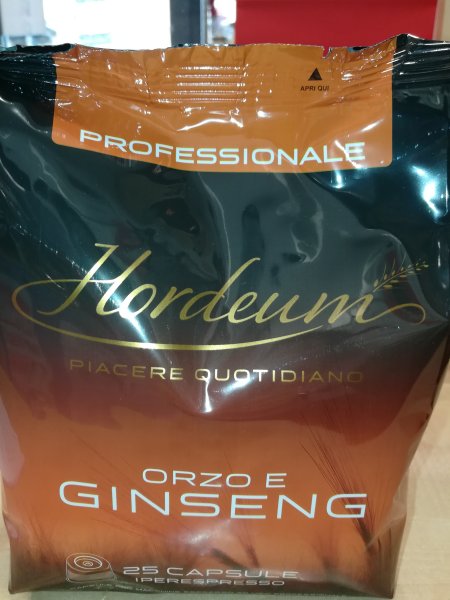 APRI QUI
PROFESSIONALE
Hordeum
PIACERE QUOTIDIANO
ORZO E
GINSENG
25 CAPSULE
IPERESPRESSO